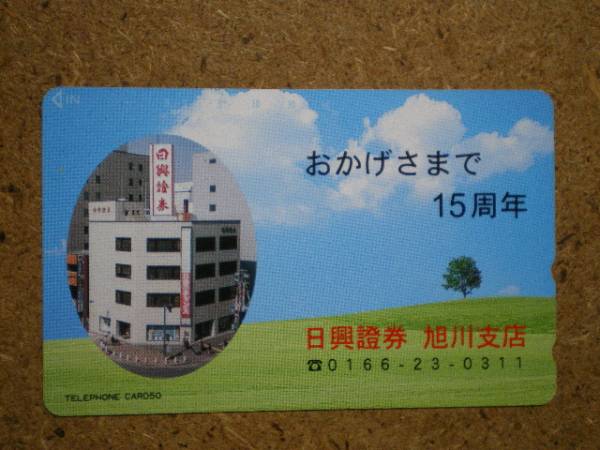 IN
おかげさまで
15周年
日興證券
日興證券 旭川支店
☎0166-23-0311
TELEPHONE CARD50